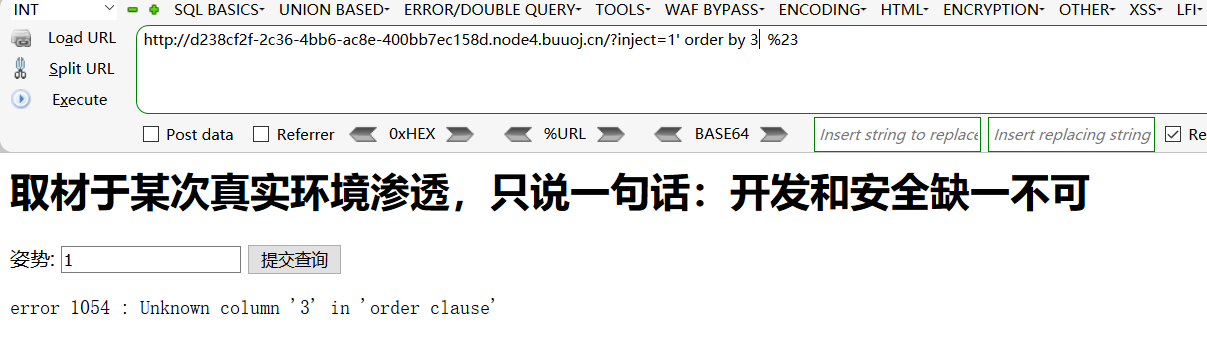 INT SQL BASICS UNION BASED ERROR/DOUBLE QUERY TOOLS WAF BYPASS ENCODING HTML ENCRYPTION OTHER XSS LFI
Load URL
http://d238cf2f-2c36-4bb6-ac8e-400bb7ec158d.node4.buuoj.cn/?inject=1' order by 3 %23
Split URL
Execute
Post data Referrer 0xHEX %URL BASE64 Insert string to replace Insert replacing string Re
取材于某次真实环境渗透，只说一句话：开发和安全缺一不可
姿势: 1 提交查询
error 1054 : Unknown column '3' in 'order clause'